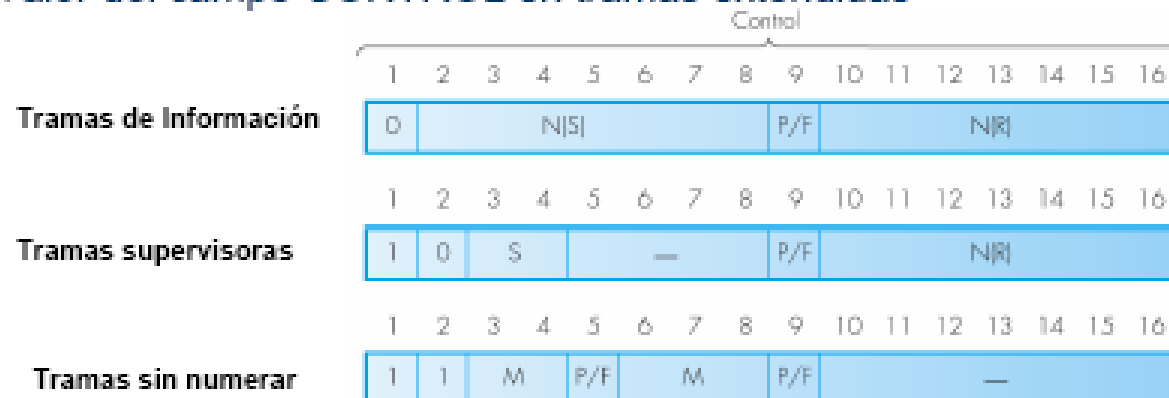 Control
1 2 3 4 5 6 7 8 9 10 11 12 13 14 15 16
Tramas de Información 0 N(S) P/F N(R)
1 2 3 4 5 6 7 8 9 10 11 12 13 14 15 16
Tramas supervisoras 1 0 S — P/F N(R)
1 2 3 4 5 6 7 8 9 10 11 12 13 14 15 16
Tramas sin numerar 1 1 M P/F M P/F —